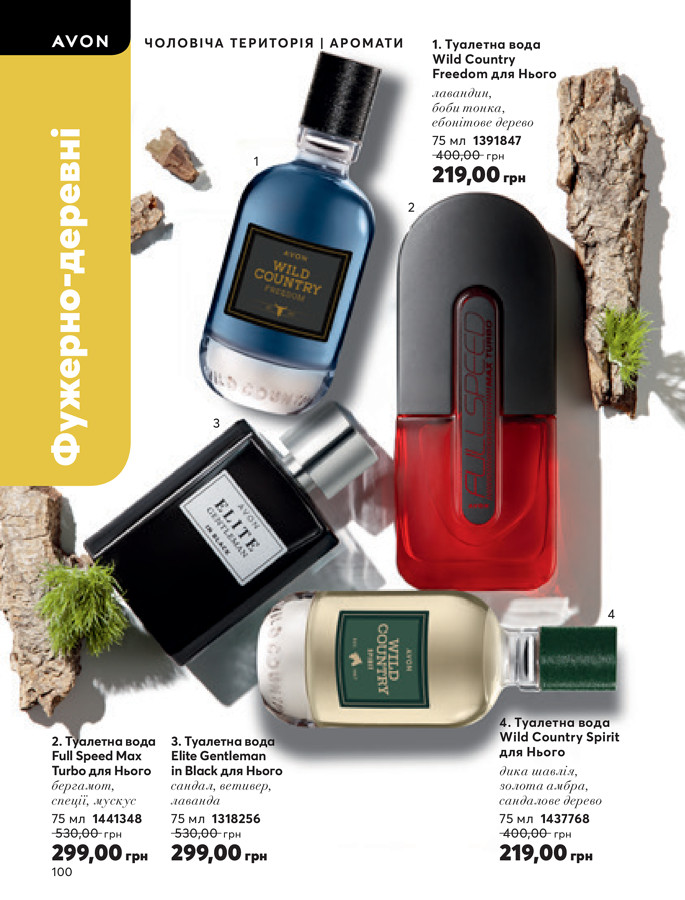 AVON
ЧОЛОВІЧА ТЕРИТОРІЯ | АРОМАТИ
Фужерно-деревні
1. Туалетна вода
Wild Country
Freedom для Нього
лавандин,
боби тонка,
ебонітове дерево
75 мл 1391847
400,00 грн
219,00 грн
1
AVON
WILD
COUNTRY
FREEDOM
2
FULL SPEED
MAX TURBO
3
AVON
ELITE
GENTLEMAN
IN BLACK
4
AVON
WILD
COUNTRY
SPIRIT
2. Туалетна вода
Full Speed Max
Turbo для Нього
бергамот,
спеції, мускус
75 мл 1441348
530,00 грн
299,00 грн
3. Туалетна вода
Elite Gentleman
in Black для Нього
сандал, ветивер,
лаванда
75 мл 1318256
530,00 грн
299,00 грн
4. Туалетна вода
Wild Country Spirit
для Нього
дика шавлія,
золота амбра,
сандалове дерево
75 мл 1437768
400,00 грн
219,00 грн
100